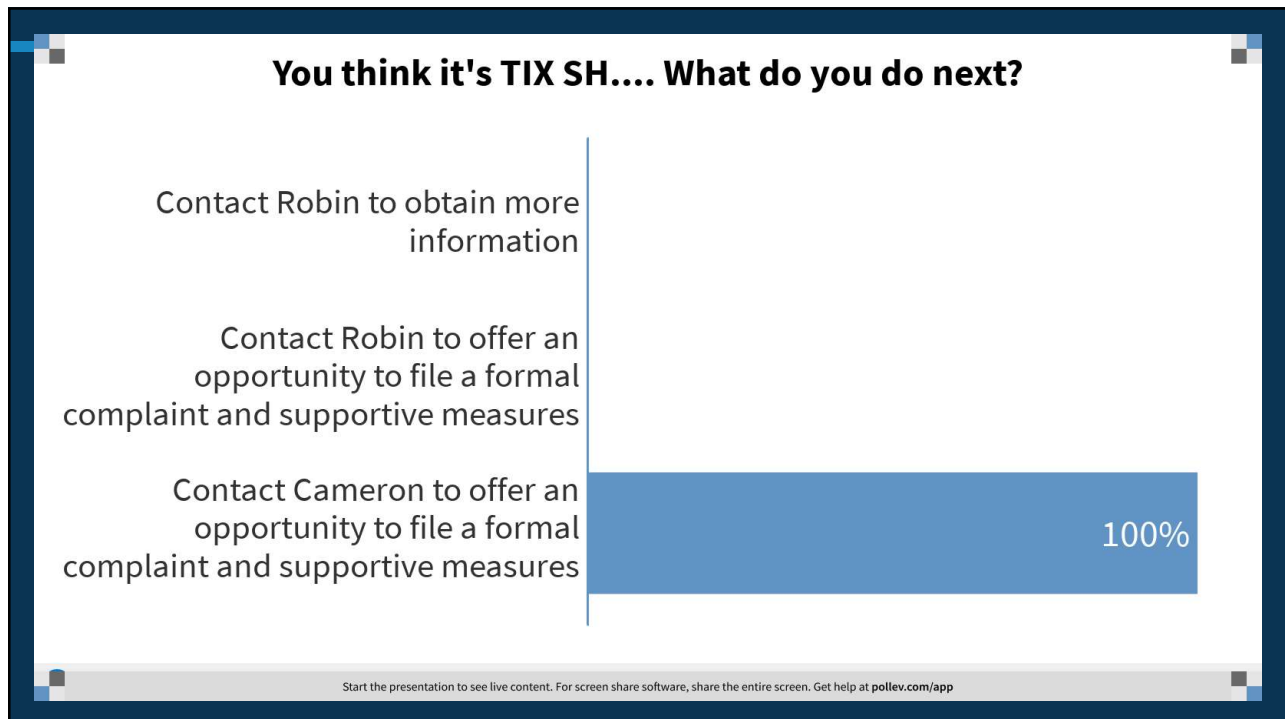 You think it's TIX SH.... What do you do next?
Contact Robin to obtain more
information
Contact Robin to offer an
opportunity to file a formal
complaint and supportive measures
Contact Cameron to offer an
opportunity to file a formal
complaint and supportive measures
100%
Start the presentation to see live content. For screen share software, share the entire screen. Get help at pollev.com/app